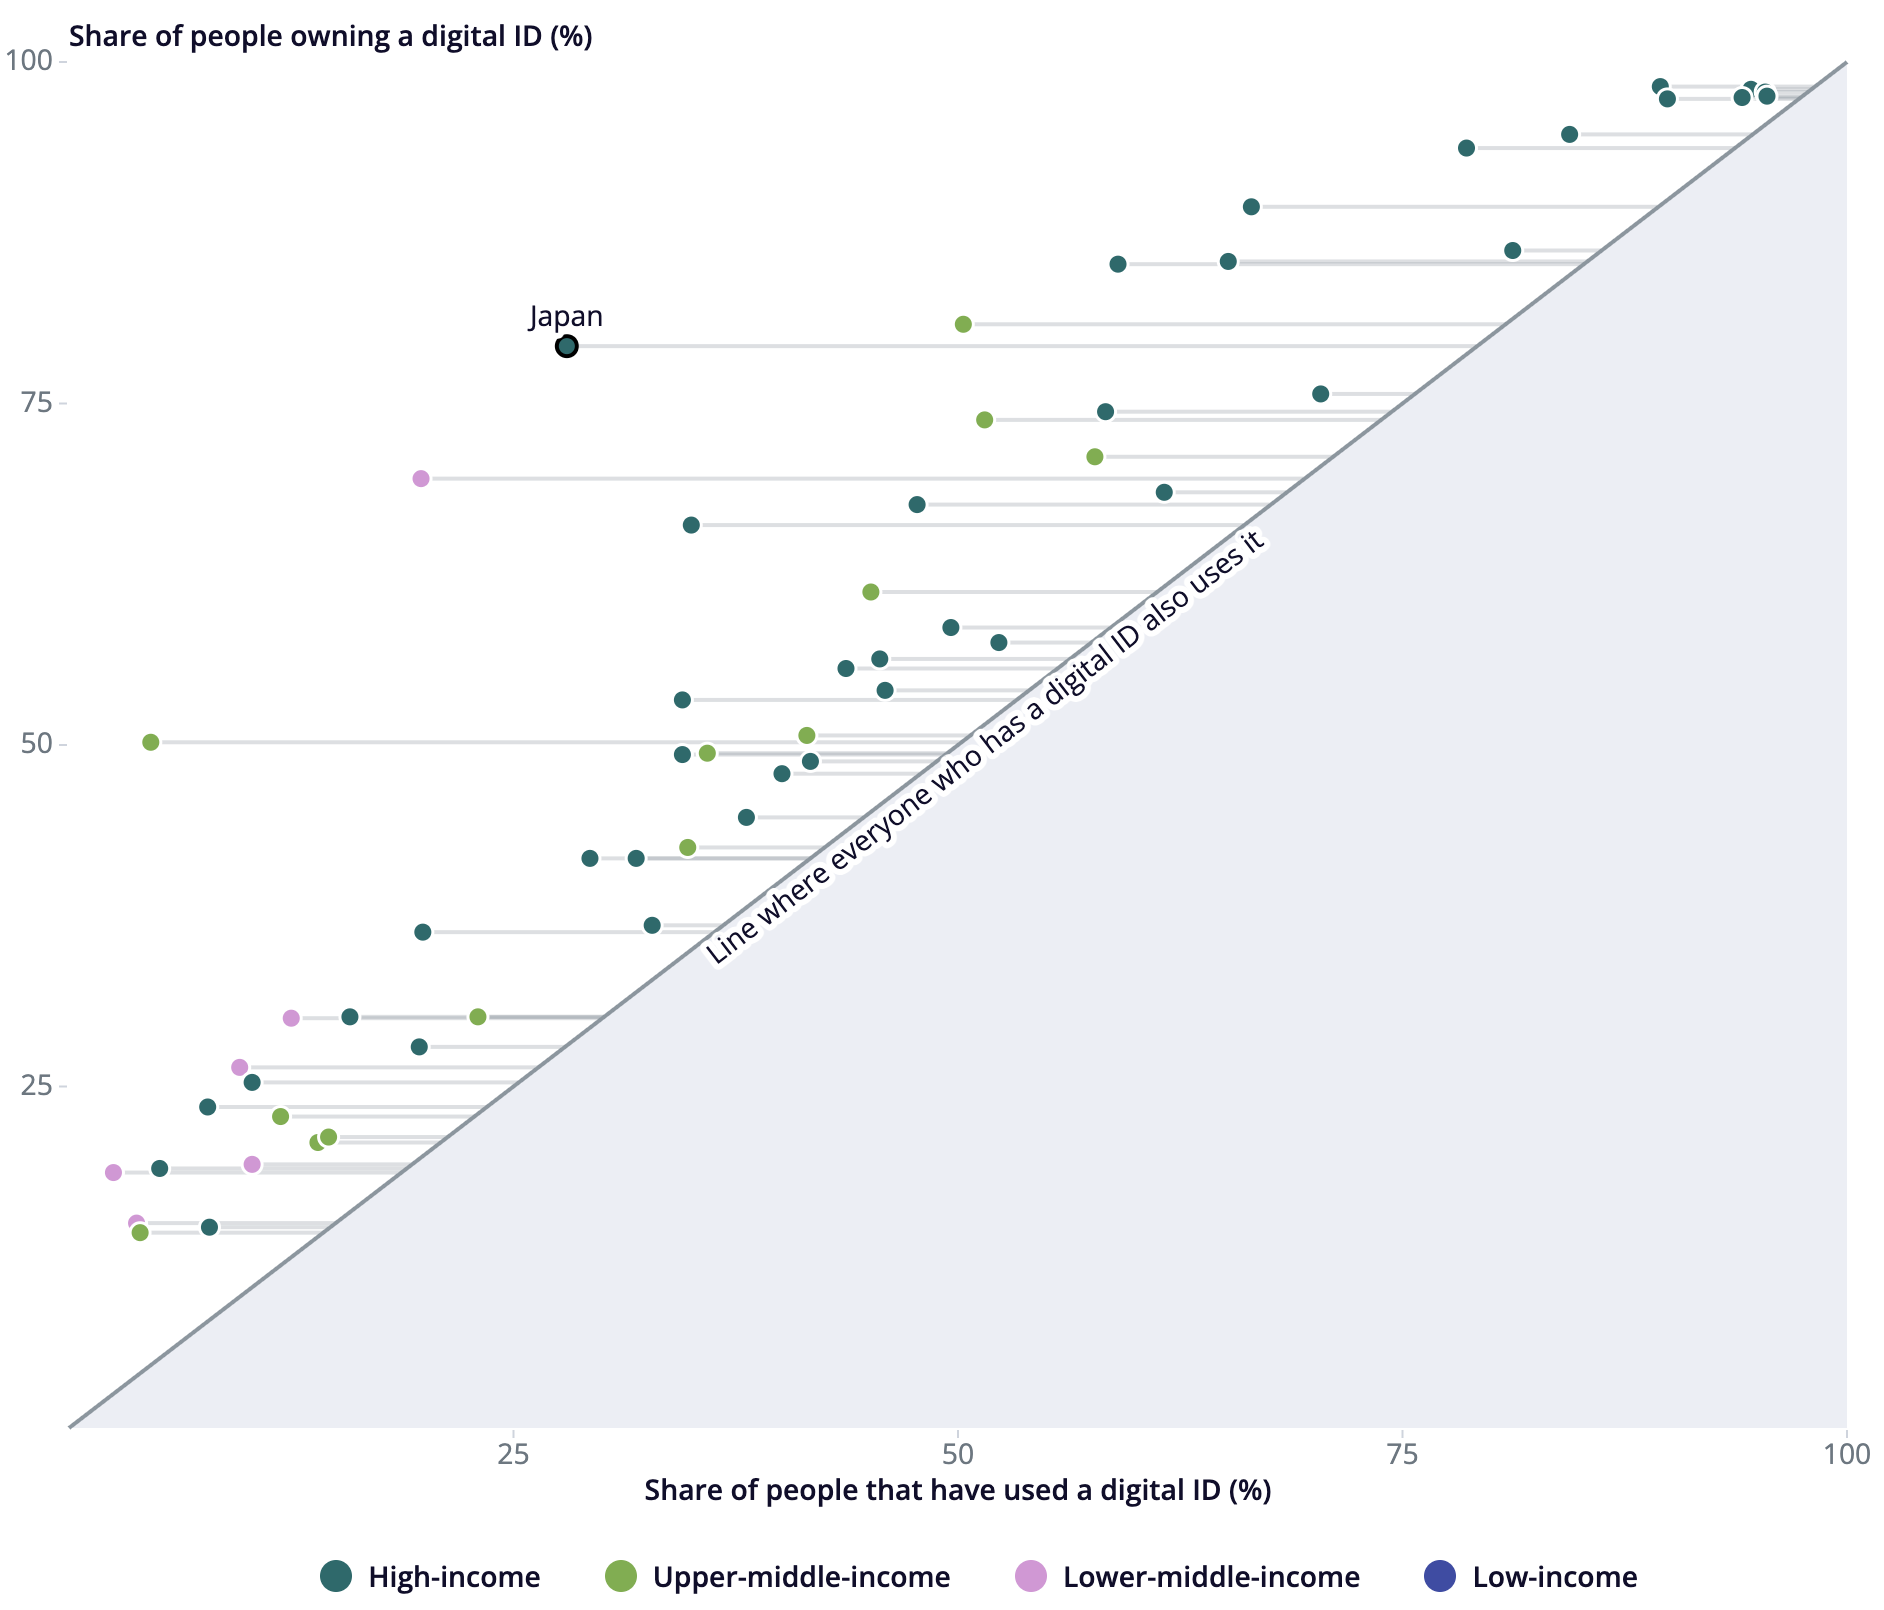 Share of people owning a digital ID (%)
100
Japan
75
Line where everyone who has a digital ID also uses it
50
25
25 50 75 100
Share of people that have used a digital ID (%)
High-income Upper-middle-income Lower-middle-income Low-income